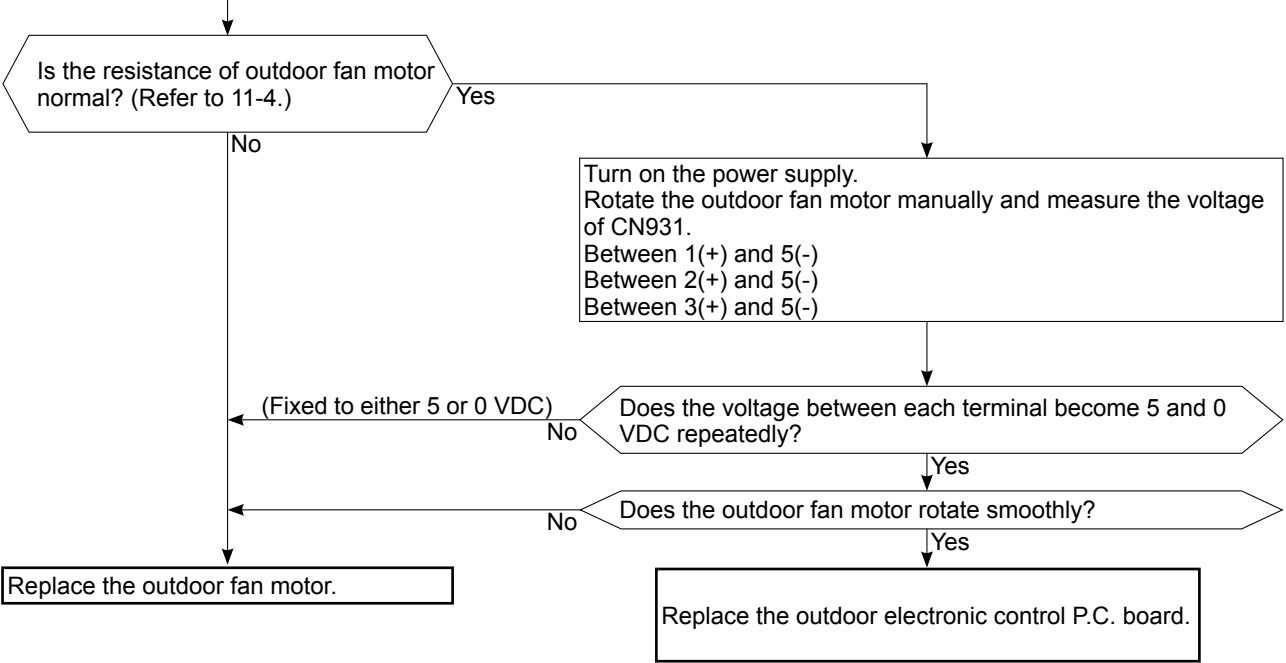 Is the resistance of outdoor fan motor
normal? (Refer to 11-4.)
Yes
No
Turn on the power supply.
Rotate the outdoor fan motor manually and measure the voltage
of CN931.
Between 1(+) and 5(-)
Between 2(+) and 5(-)
Between 3(+) and 5(-)
(Fixed to either 5 or 0 VDC)
No
Does the voltage between each terminal become 5 and 0
VDC repeatedly?
Yes
No
Does the outdoor fan motor rotate smoothly?
Yes
Replace the outdoor fan motor.
Replace the outdoor electronic control P.C. board.